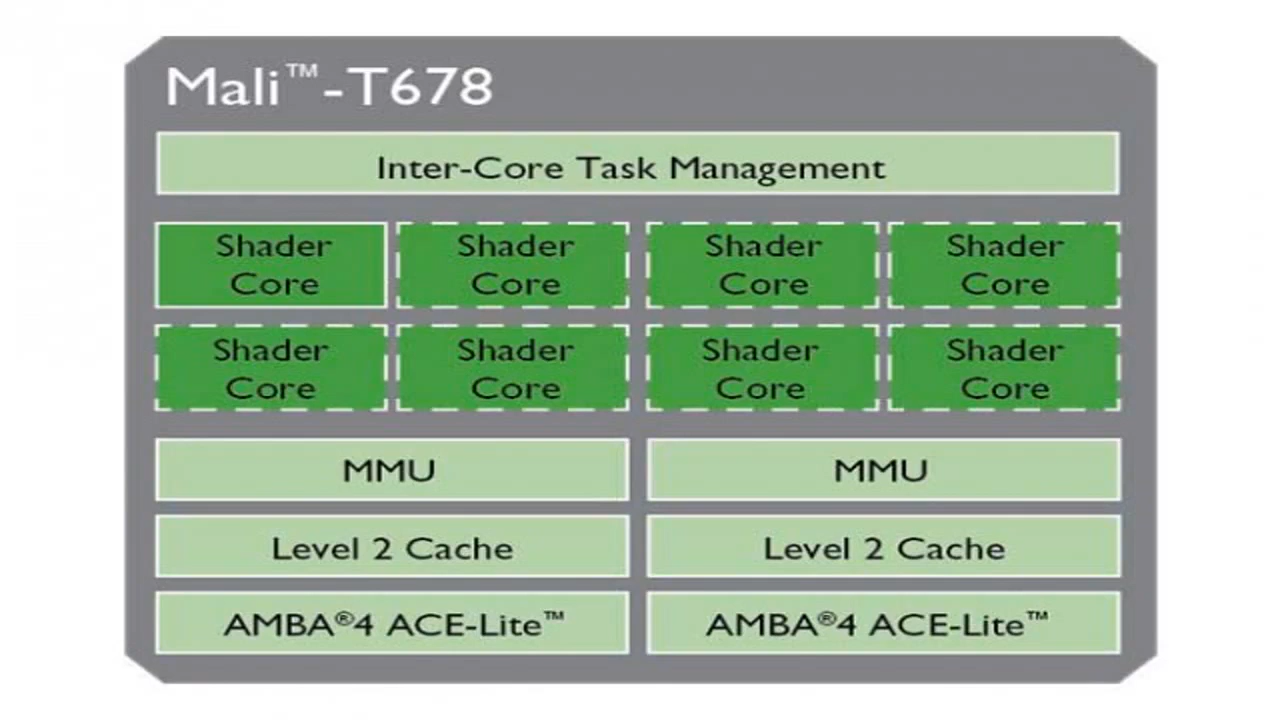 Mali™-T678
Inter-Core Task Management
Shader
Core
Shader
Core
Shader
Core
Shader
Core
Shader
Core
Shader
Core
Shader
Core
Shader
Core
MMU
MMU
Level 2 Cache
Level 2 Cache
AMBA®4 ACE-Lite™
AMBA®4 ACE-Lite™